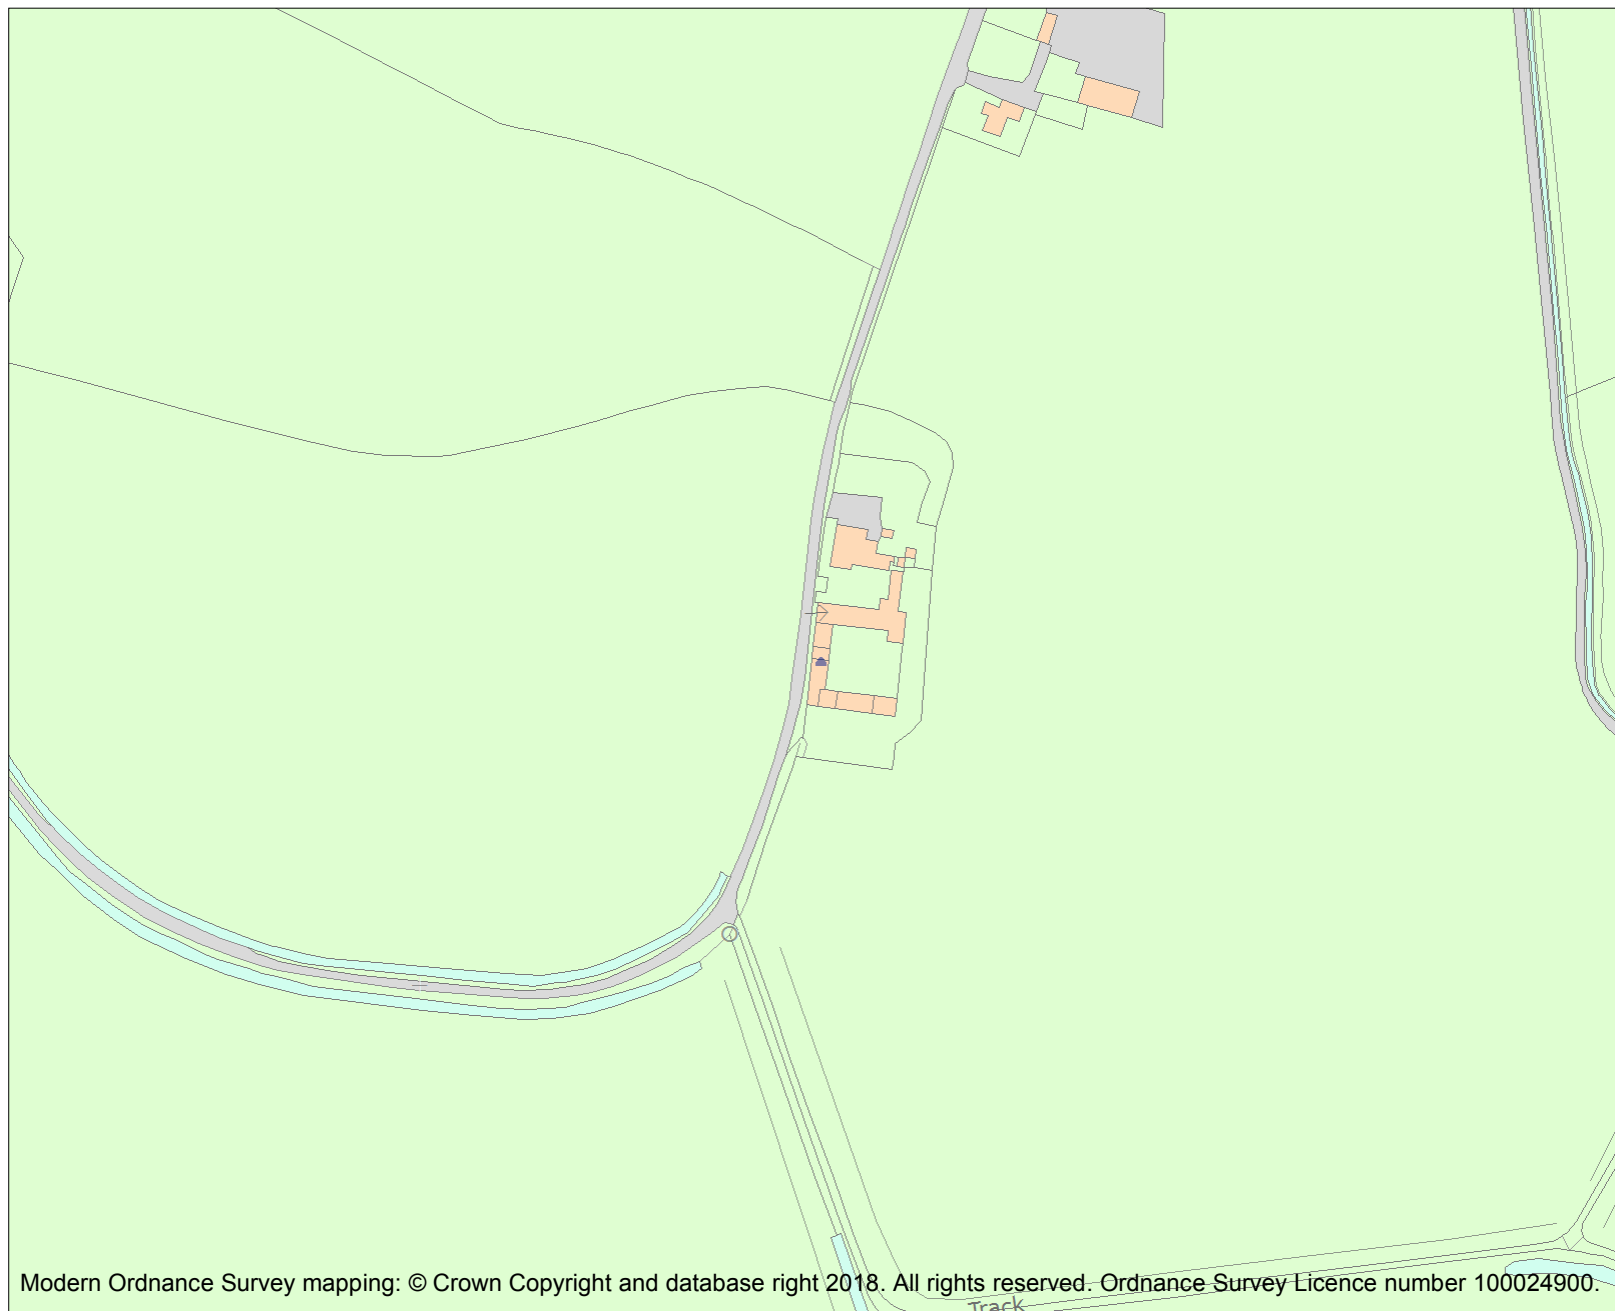 Track
Modern Ordnance Survey mapping: © Crown Copyright and database right 2018. All rights reserved. Ordnance Survey Licence number 100024900.